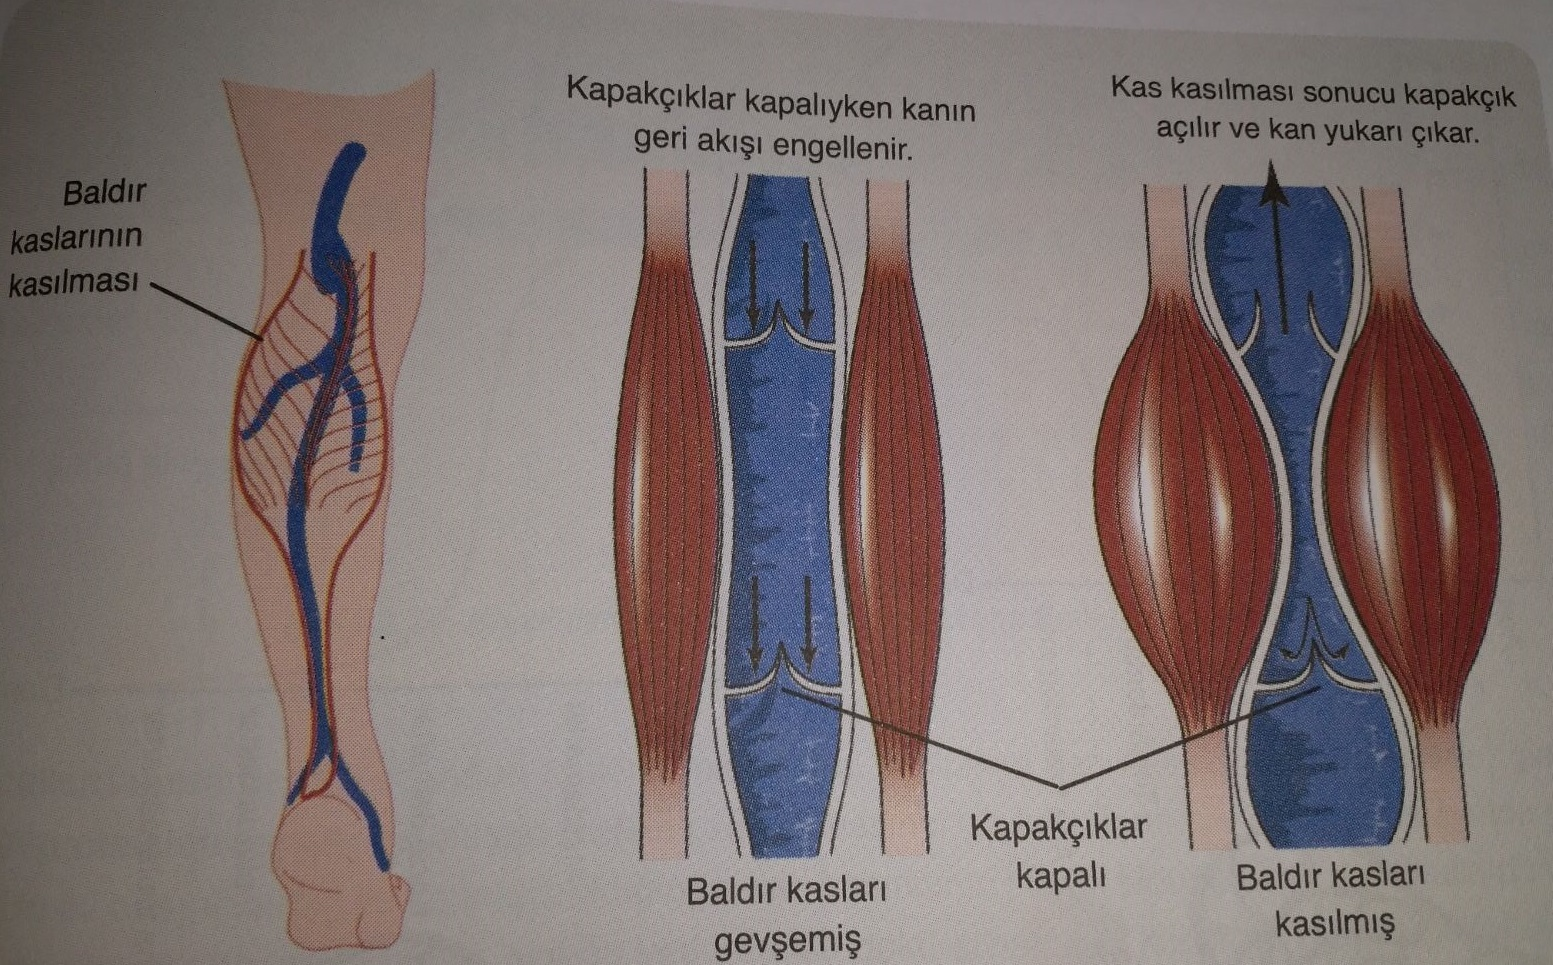 Baldır
kaslarının
kasılması
Kapakçıklar kapalıyken kanın
geri akışı engellenir.
Kas kasılması sonucu kapakçık
açılır ve kan yukarı çıkar.
Kapakçıklar
kapalı
Baldır kasları
gevşemiş
Baldır kasları
kasılmış